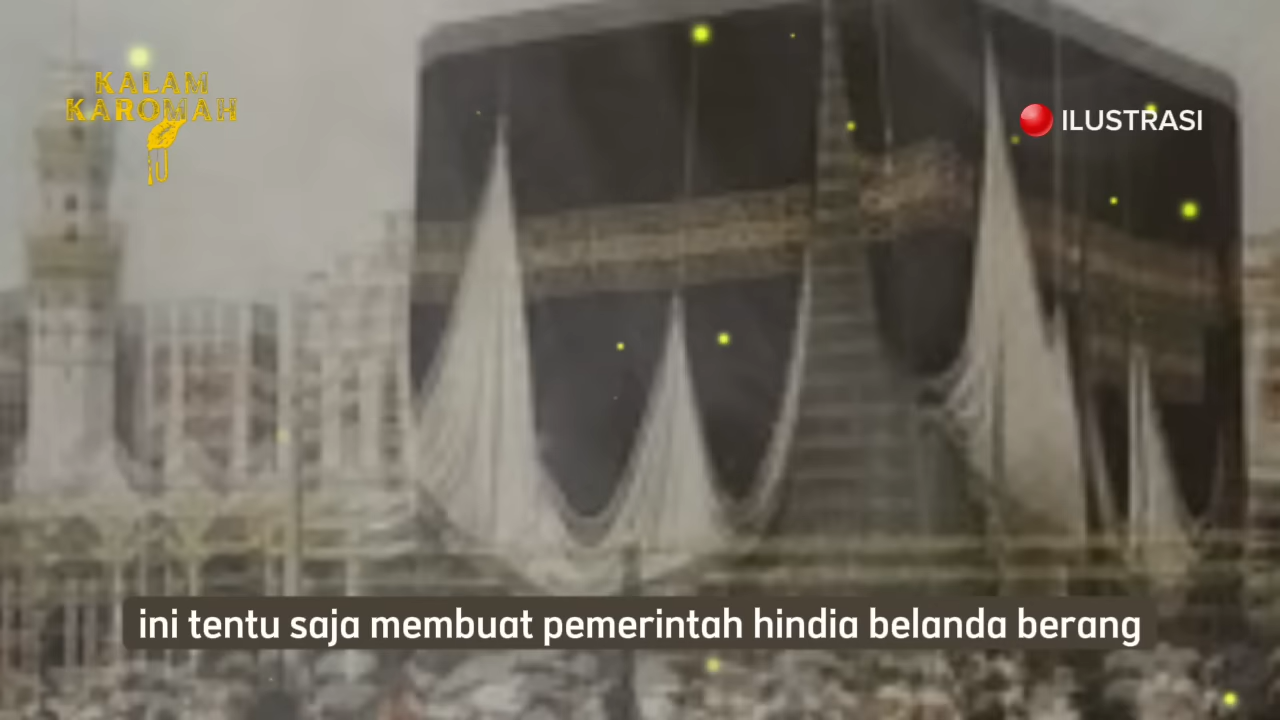 KALAM
KAROMAH
ILUSTRASI
ini tentu saja membuat pemerintah hindia belanda berang